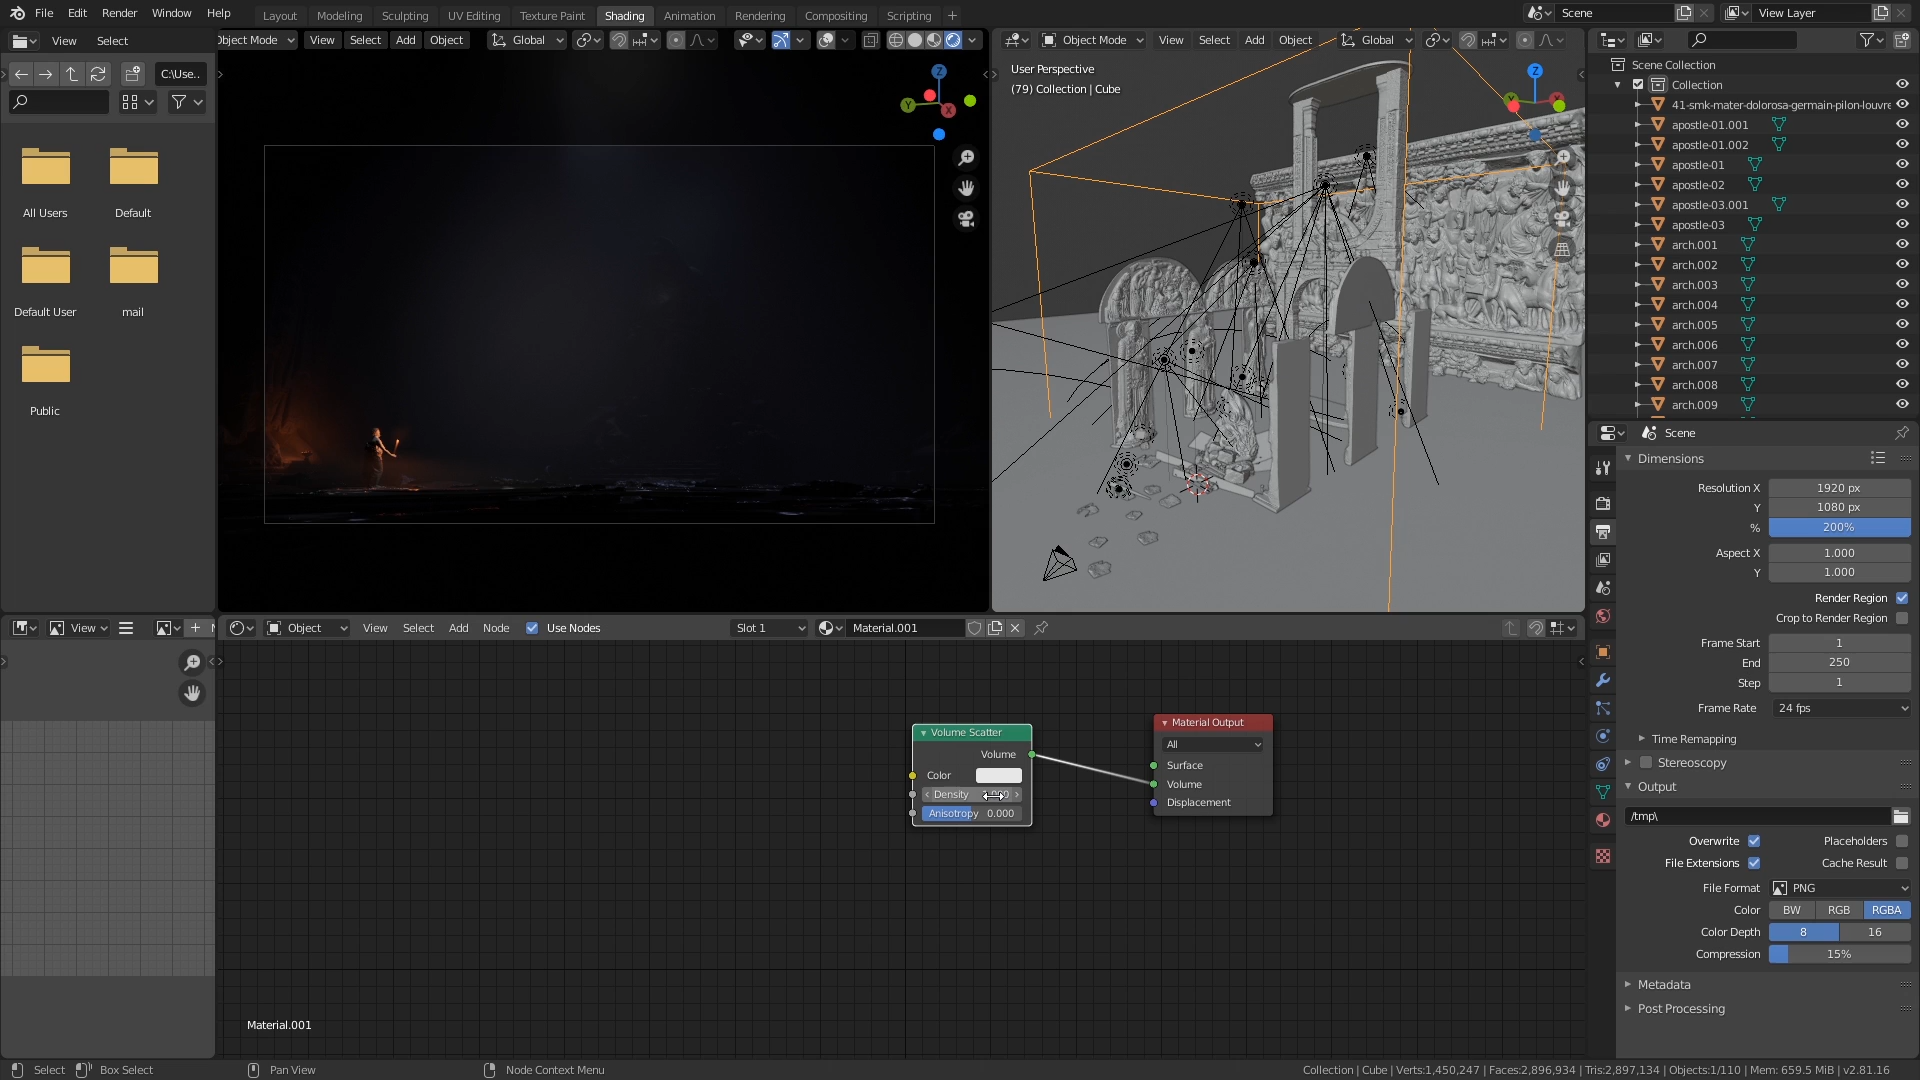 File Edit Render Window Help
Layout Modeling Sculpting UV Editing Texture Paint Shading Animation Rendering Compositing Scripting +
Scene
View Layer
View Select
C:\Use..
All Users
Default
Default User
mail
Public
Object Mode View Select Add Object Global
Z
Y
X
Object Mode View Select Add Object Global
User Perspective
(79) Collection | Cube
Z
Scene Collection
Collection
41-smk-mater-dolorosa-germain-pilon-louvre
apostle-01.001
apostle-01.002
apostle-01
apostle-02
apostle-03.001
apostle-03
arch.001
arch.002
arch.003
arch.004
arch.005
arch.006
arch.007
arch.008
arch.009
Scene
Dimensions
Resolution X 1920 px
Y 1080 px
% 200%
Aspect X 1.000
Y 1.000
Render Region
Crop to Render Region
Frame Start 1
End 250
Step 1
Frame Rate 24 fps
Time Remapping
Stereoscopy
Output
/tmp\
Overwrite Placeholders
File Extensions Cache Result
File Format PNG
Color BW RGB RGBA
Color Depth 8 16
Compression 15%
Metadata
Post Processing
View
Object View Select Add Node Use Nodes Slot 1 Material.001
Volume Scatter
Volume
Color
Density
Anisotropy 0.000
Material Output
All
Surface
Volume
Displacement
Material.001
Select Box Select Pan View Node Context Menu
Collection | Cube | Verts:1,450,247 | Faces:2,896,934 | Tris:2,897,134 | Objects:1/110 | Mem: 659.5 MiB | v2.81.16